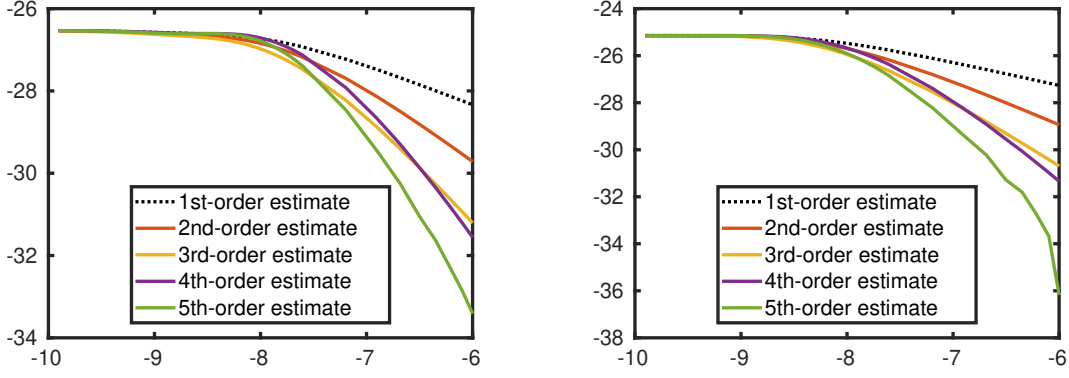 -26
-28
-30
-32
-34
-10
-9
-8
-7
-6
1st-order estimate
2nd-order estimate
3rd-order estimate
4th-order estimate
5th-order estimate
-24
-26
-28
-30
-32
-34
-36
-38
-10
-9
-8
-7
-6
1st-order estimate
2nd-order estimate
3rd-order estimate
4th-order estimate
5th-order estimate